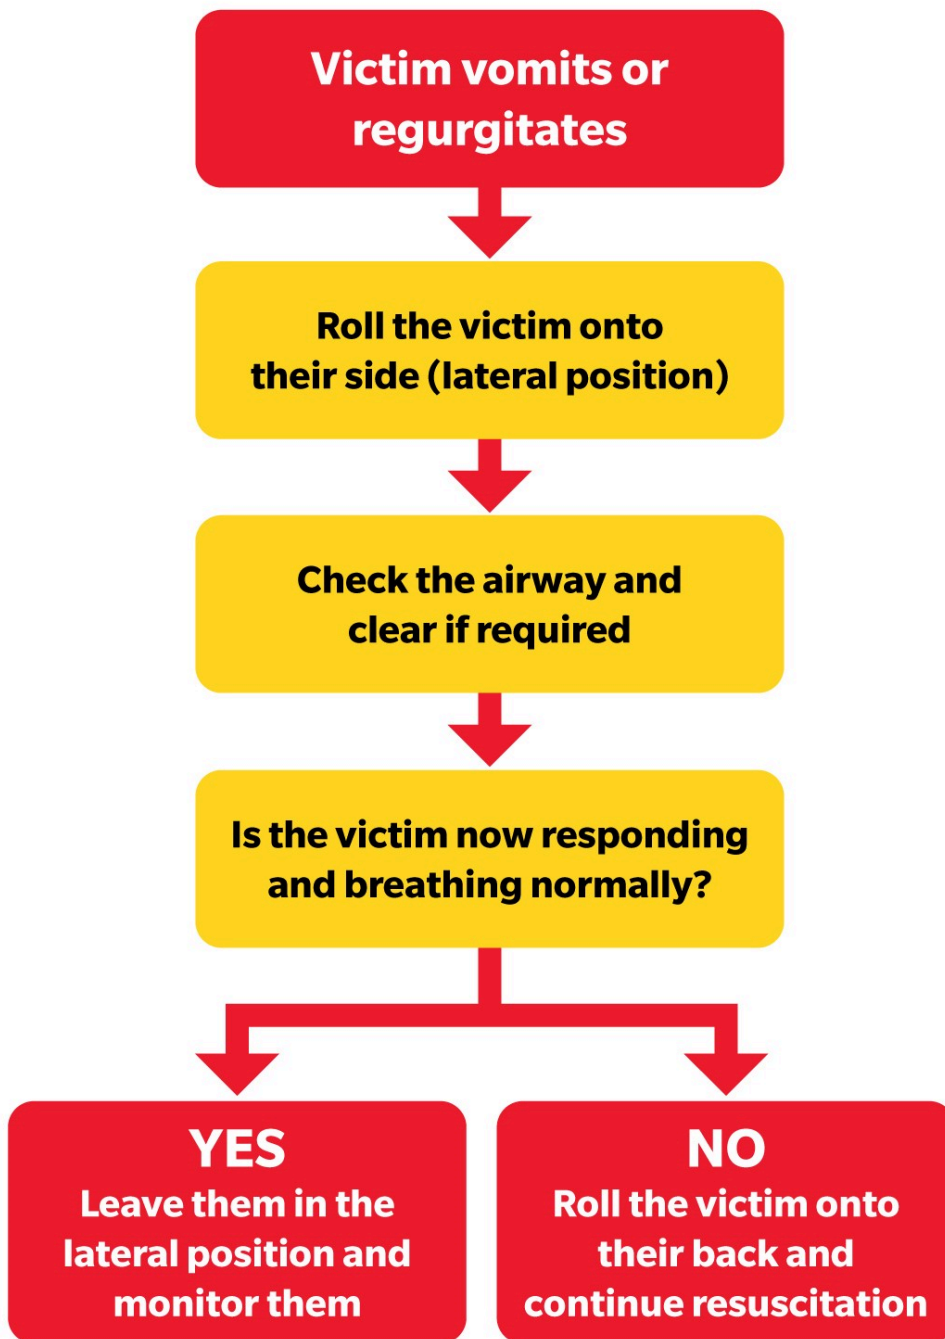 Victim vomits or
regurgitates
Roll the victim onto
their side (lateral position)
Check the airway and
clear if required
Is the victim now responding
and breathing normally?
YES
Leave them in the
lateral position and
monitor them
NO
Roll the victim onto
their back and
continue resuscitation